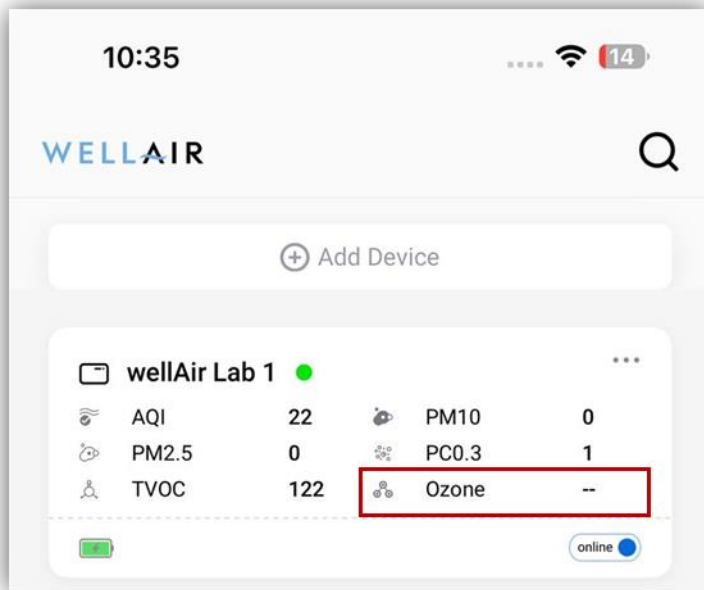 10:35 14
WELLAIR
Add Device
wellAir Lab 1
AQI 22 PM10 0
PM2.5 0 PC0.3 1
TVOC 122 Ozone --
online